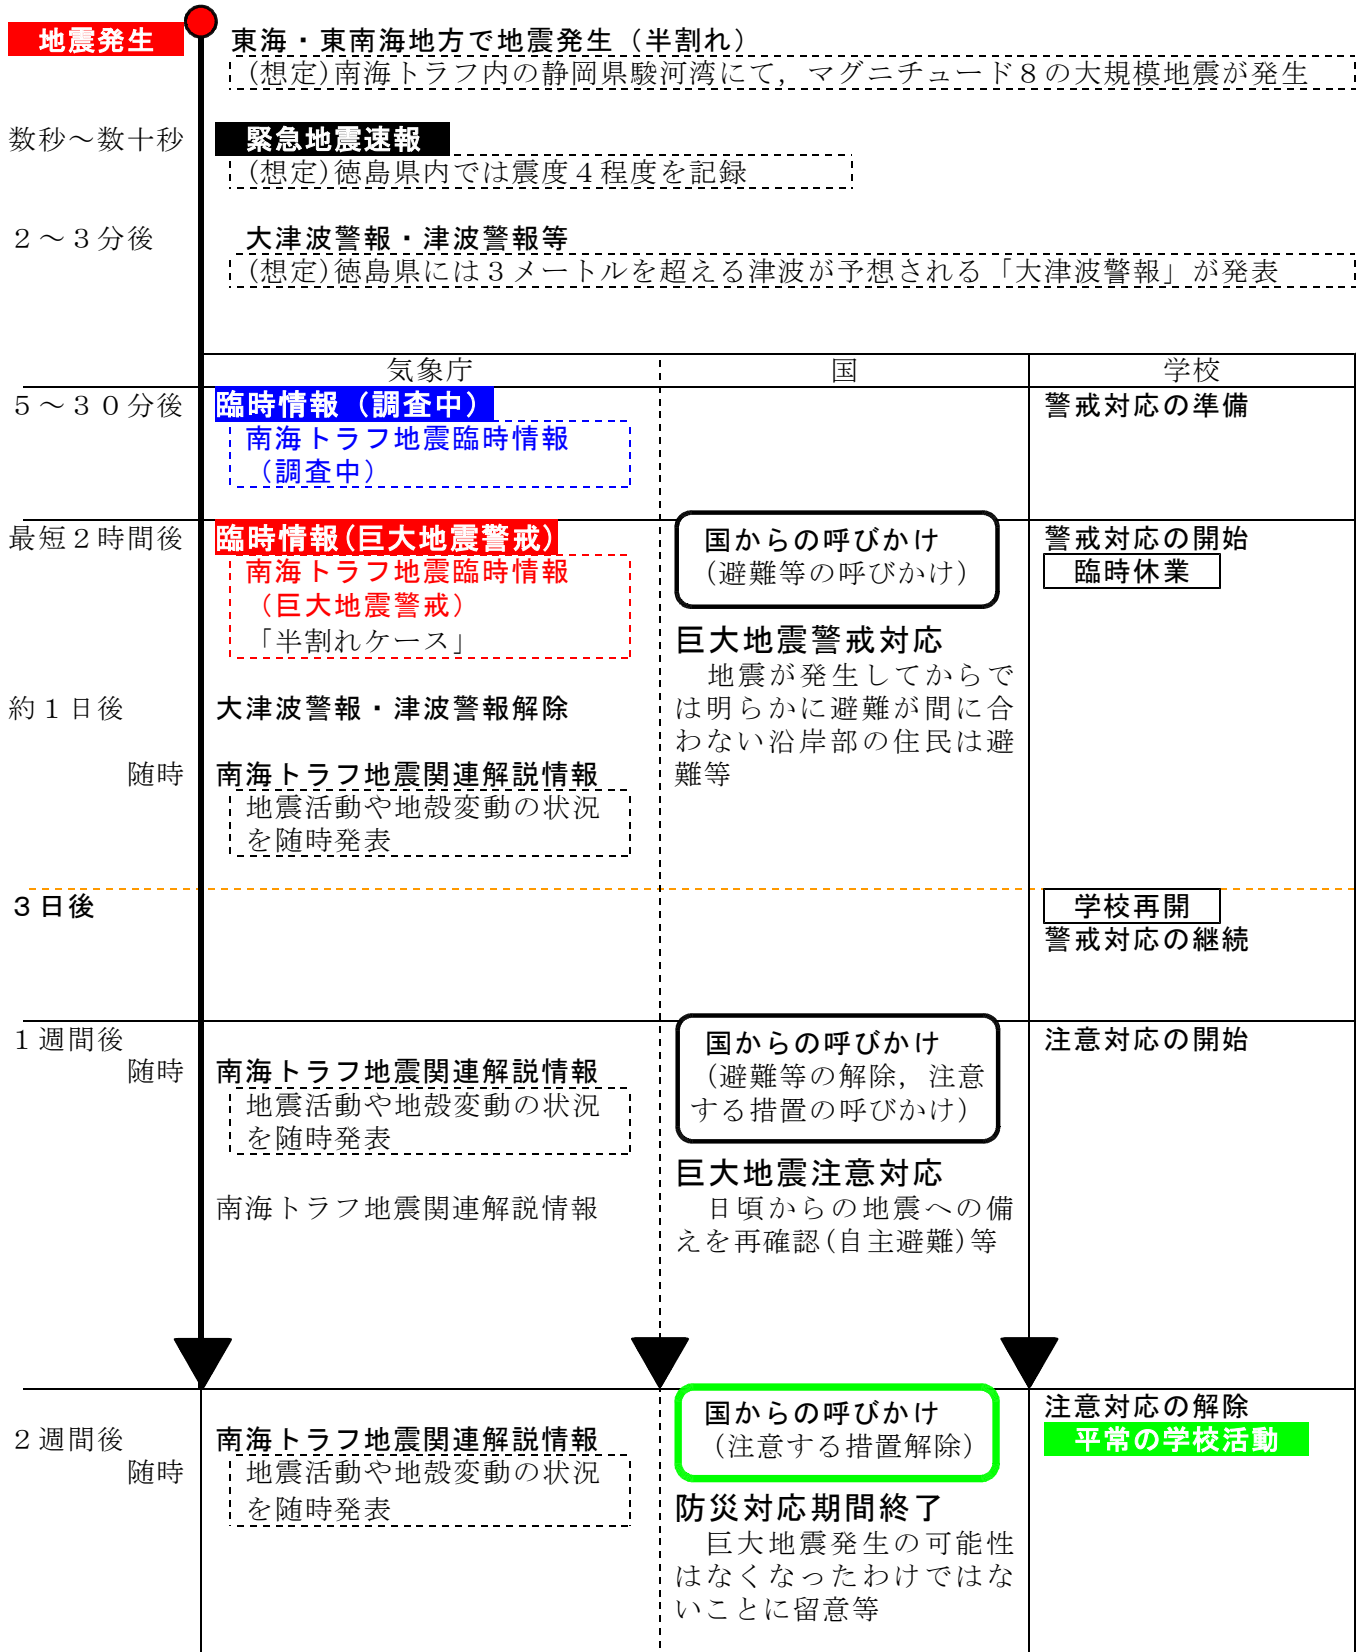 地震発生
東海・東南海地方で地震発生（半割れ）
(想定)南海トラフ内の静岡県駿河湾にて，マグニチュード８の大規模地震が発生
数秒～数十秒
緊急地震速報
(想定)徳島県内では震度４程度を記録
２～３分後
大津波警報・津波警報等
(想定)徳島県には３メートルを超える津波が予想される「大津波警報」が発表
気象庁
国
学校
５～３０分後
臨時情報（調査中）
南海トラフ地震臨時情報
（調査中）
警戒対応の準備
最短２時間後
臨時情報(巨大地震警戒)
南海トラフ地震臨時情報
（巨大地震警戒）
「半割れケース」
国からの呼びかけ
（避難等の呼びかけ）
巨大地震警戒対応
地震が発生してからで
は明らかに避難が間に合
わない沿岸部の住民は避
難等
警戒対応の開始
臨時休業
約１日後
大津波警報・津波警報解除
随時
南海トラフ地震関連解説情報
地震活動や地殻変動の状況
を随時発表
３日後
学校再開
警戒対応の継続
１週間後
随時
南海トラフ地震関連解説情報
地震活動や地殻変動の状況
を随時発表
南海トラフ地震関連解説情報
国からの呼びかけ
（避難等の解除，注意
する措置の呼びかけ）
巨大地震注意対応
日頃からの地震への備
えを再確認(自主避難)等
注意対応の開始
２週間後
随時
南海トラフ地震関連解説情報
地震活動や地殻変動の状況
を随時発表
国からの呼びかけ
（注意する措置解除）
防災対応期間終了
巨大地震発生の可能性
はなくなったわけではな
いことに留意等
注意対応の解除
平常の学校活動